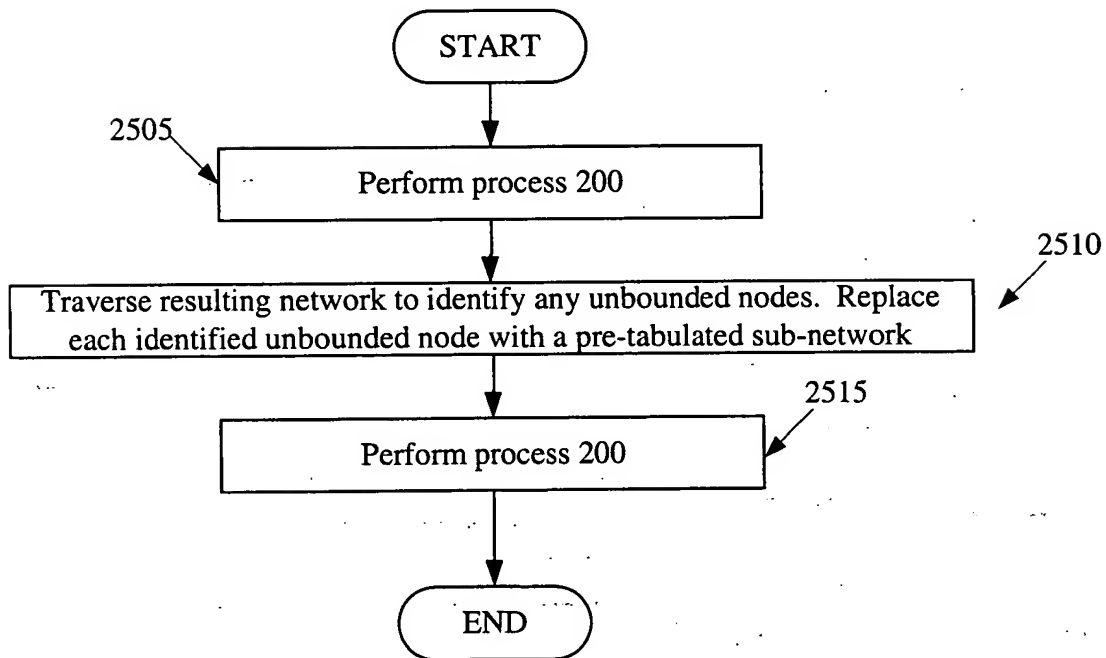 START
2505
Perform process 200
2510
Traverse resulting network to identify any unbounded nodes. Replace
each identified unbounded node with a pre-tabulated sub-network
2515
Perform process 200
END